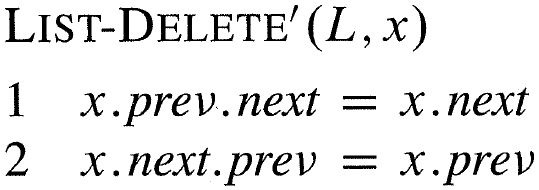 LIST-DELETE′(L, x)
1 x.prev.next = x.next
2 x.next.prev = x.prev